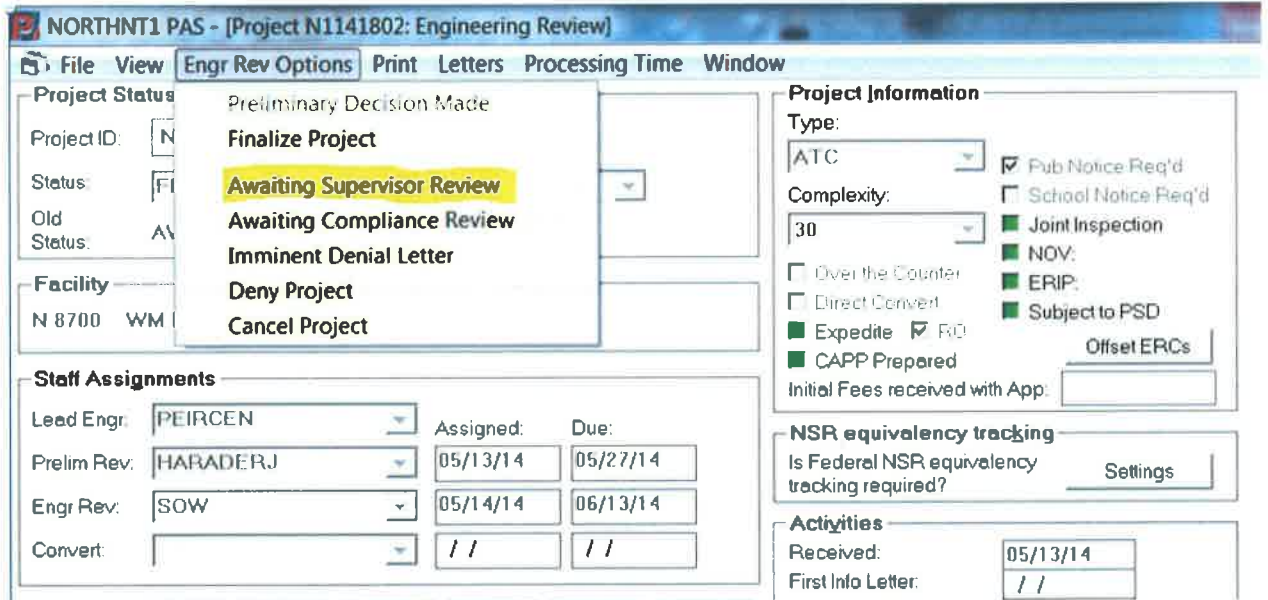 NORTHNT1 PAS - [Project N1141802: Engineering Review]
File View Engr Rev Options Print Letters Processing Time Window
Project Status
Project ID: N
Status:
Old Status:
Preliminary Decision Made
Finalize Project
Awaiting Supervisor Review
Awaiting Compliance Review
Imminent Denial Letter
Deny Project
Cancel Project
Facility
N 8700 WM
Staff Assignments
Assigned: Due:
Lead Engr: PEIRCEN
Prelim Rev: HARADERJ 05/13/14 05/27/14
Engr Rev: SOW 05/14/14 06/13/14
Convert: / / / /
Project Information
Type:
ATC
Complexity:
30
Pub Notice Req'd
School Notice Req'd
Joint Inspection
NOV:
ERIP:
Subject to PSD
Over the Counter
Direct Convert
Expedite RO
CAPP Prepared
Offset ERCs
Initial Fees received with App:
NSR equivalency tracking
Is Federal NSR equivalency
tracking required?
Settings
Activities
Received: 05/13/14
First Info Letter: / /